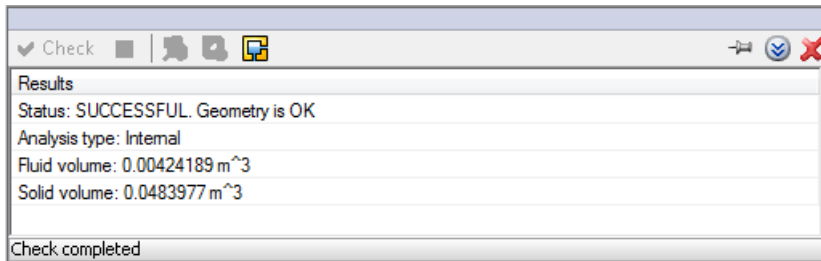 Check
Results
Status: SUCCESSFUL. Geometry is OK
Analysis type: Internal
Fluid volume: 0.00424189 m^3
Solid volume: 0.0483977 m^3
Check completed